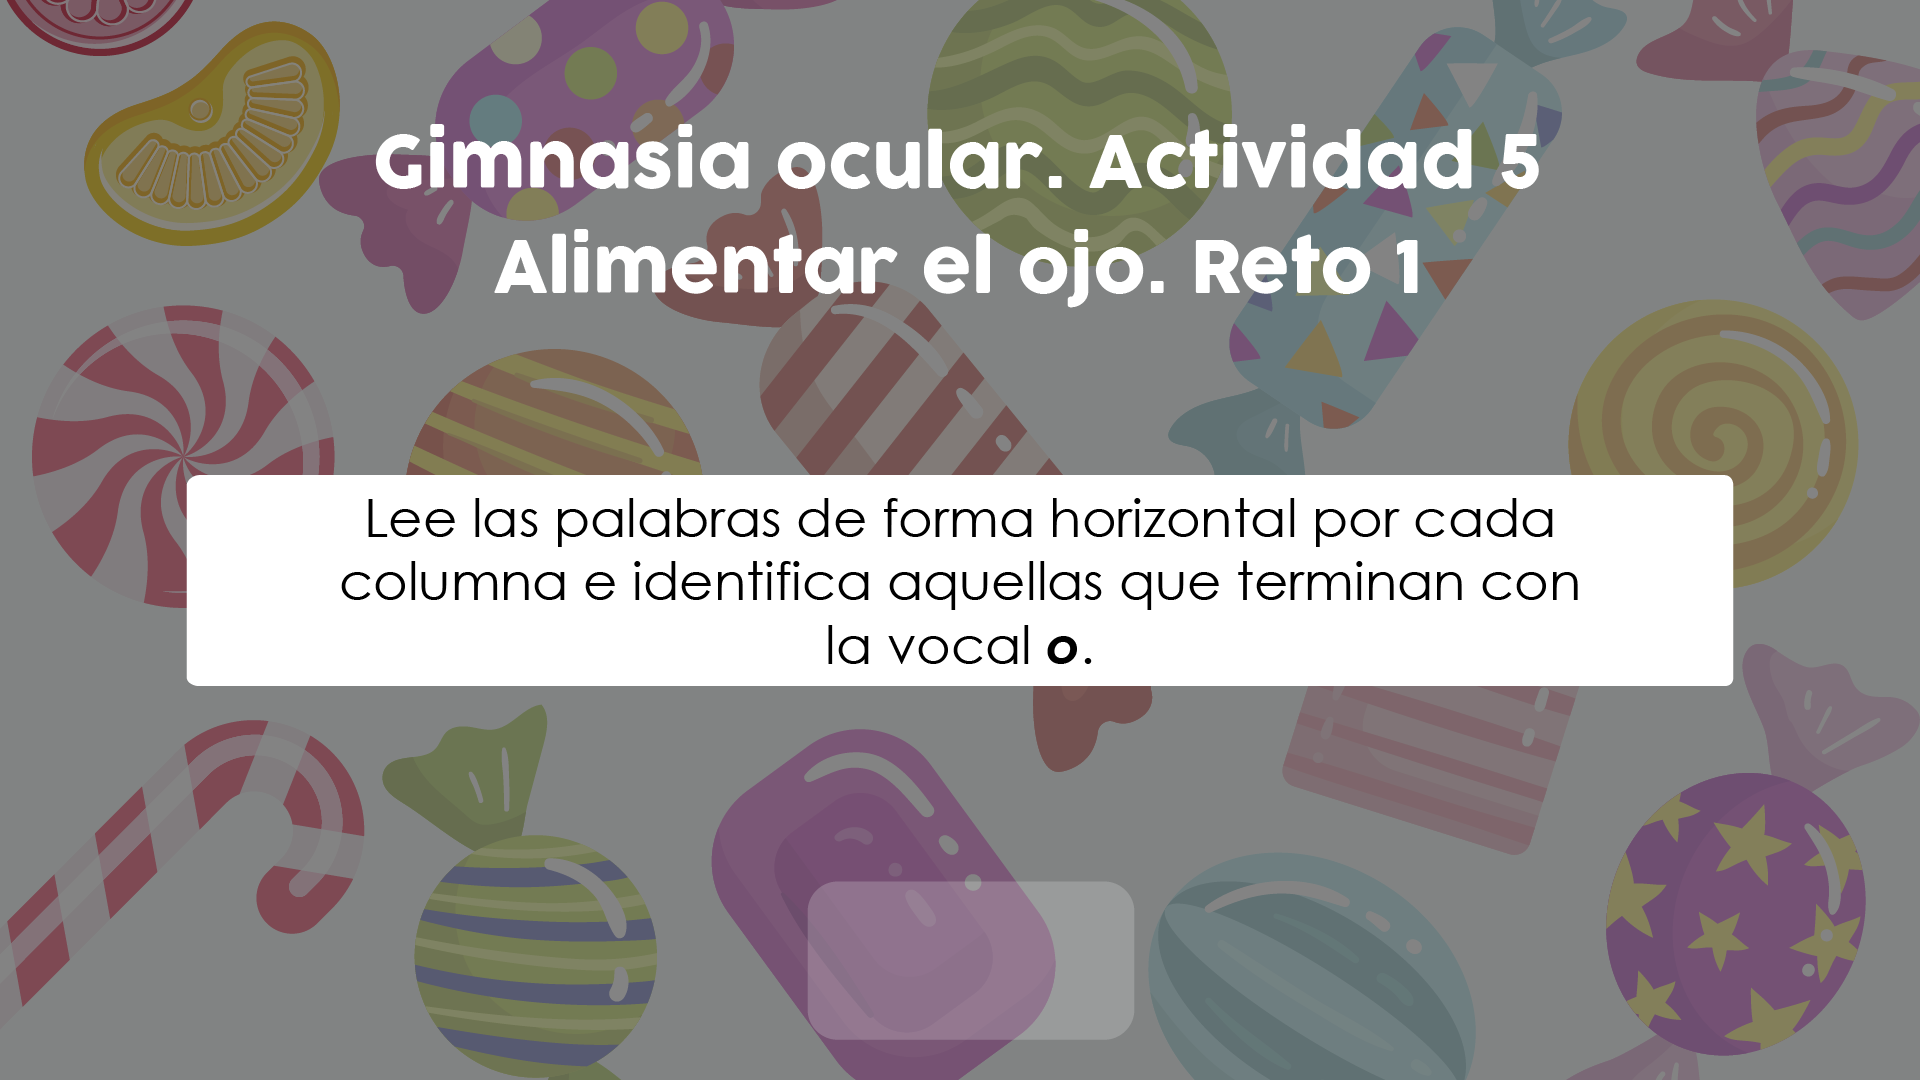 Gimnasia ocular. Actividad 5
Alimentar el ojo. Reto 1
Lee las palabras de forma horizontal por cada
columna e identifica aquellas que terminan con
la vocal o.